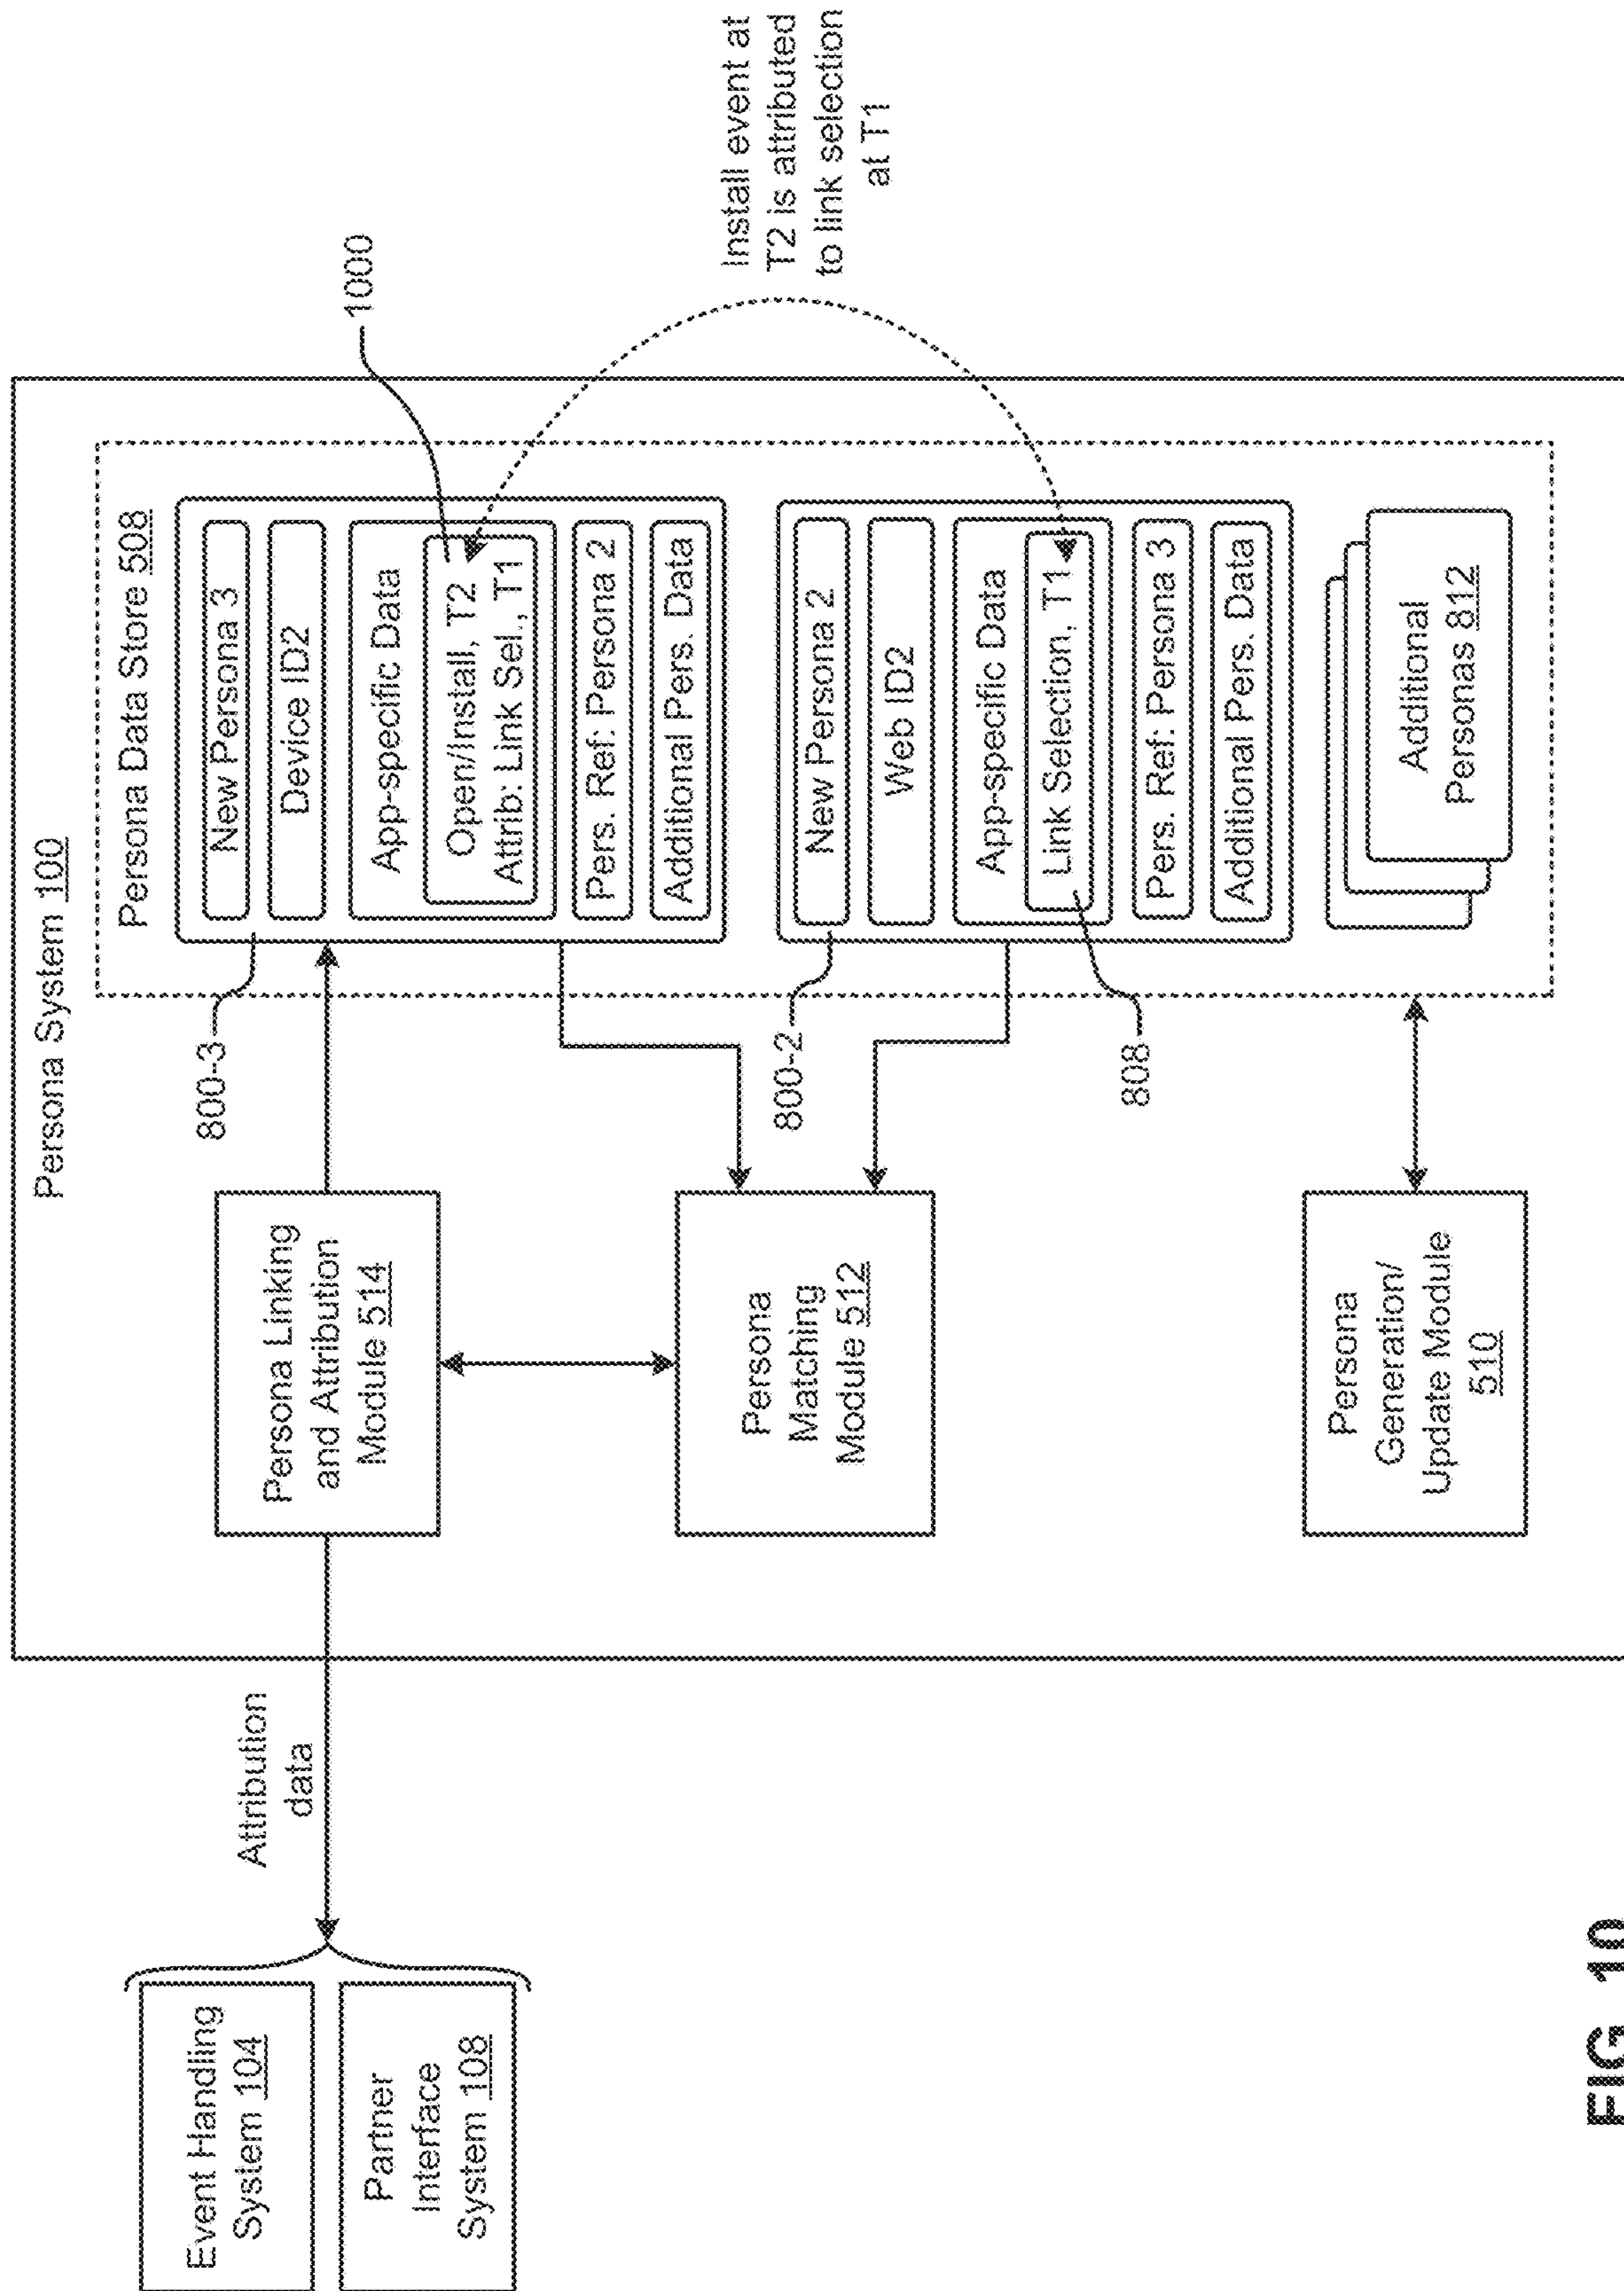 Persona System 100
Event Handling
System 104
Partner
Interface
System 108
Attribution
data
Persona Linking
and Attribution
Module 514
Persona
Matching
Module 512
Persona
Generation/
Update Module
510
800-3
800-2
808
Persona Data Store 508
New Persona 3
Device ID2
App-specific Data
Open/Install, T2
Attrib: Link Sel., T1
Pers. Ref: Persona 2
Additional Pers. Data
New Persona 2
Web ID2
App-specific Data
Link Selection, T1
Pers. Ref: Persona 3
Additional Pers. Data
Additional
Personas 812
1000
Install event at
T2 is attributed
to link selection
at T1
FIG. 10